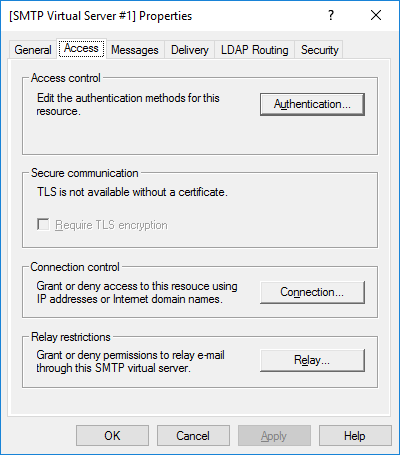 [SMTP Virtual Server #1] Properties
General Access Messages Delivery LDAP Routing Security
Access control
Edit the authentication methods for this
resource.
Authentication...
Secure communication
TLS is not available without a certificate.
Require TLS encryption
Connection control
Grant or deny access to this resouce using
IP addresses or Internet domain names.
Connection...
Relay restrictions
Grant or deny permissions to relay e-mail
through this SMTP virtual server.
Relay...
OK Cancel Apply Help